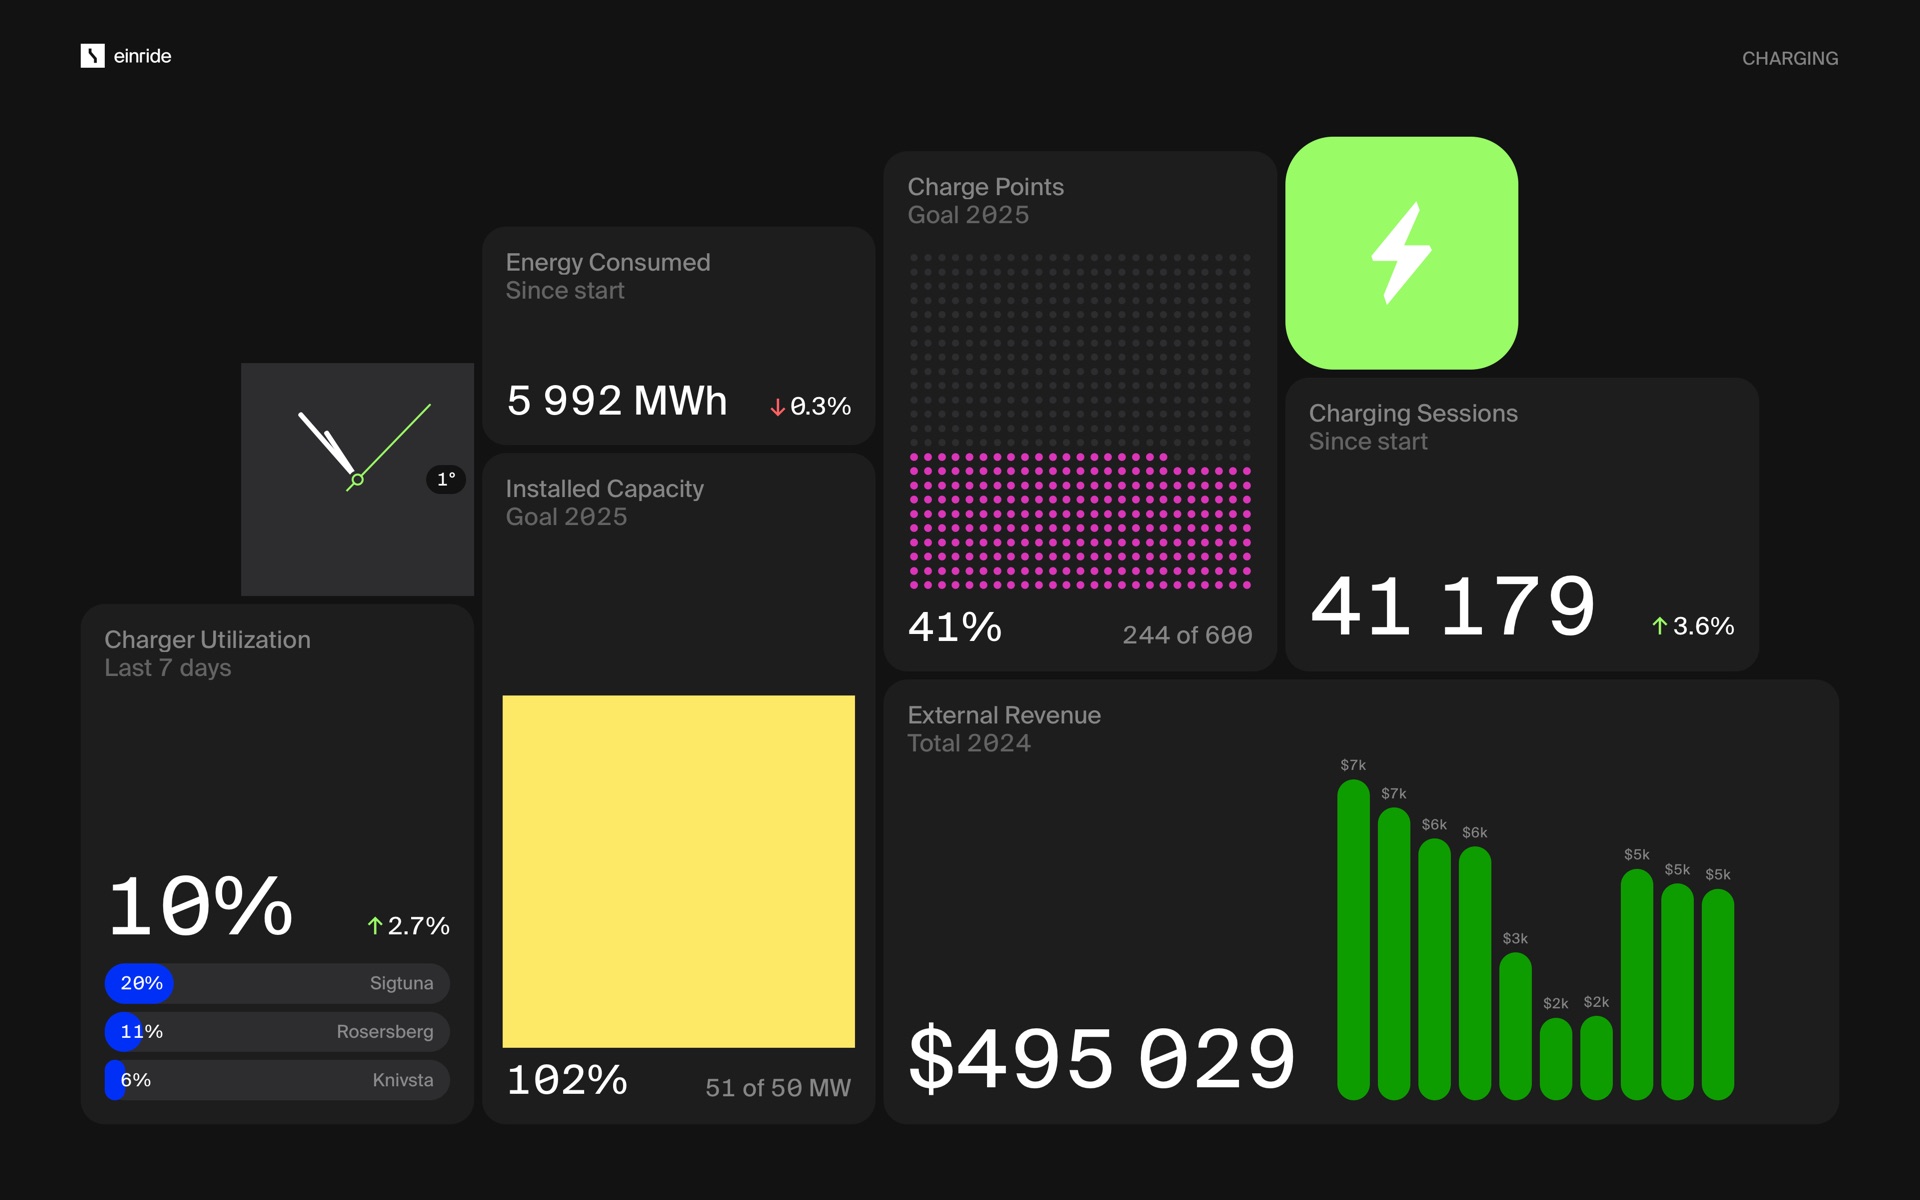 einride
CHARGING
1°
Charger Utilization
Last 7 days
10%
↑2.7%
20% Sigtuna
11% Rosersberg
6% Knivsta
Energy Consumed
Since start
5 992 MWh
↓0.3%
Installed Capacity
Goal 2025
102%
51 of 50 MW
Charge Points
Goal 2025
41%
244 of 600
Charging Sessions
Since start
41 179
↑3.6%
External Revenue
Total 2024
$495 029
$7k
$7k
$6k
$6k
$3k
$2k
$2k
$5k
$5k
$5k